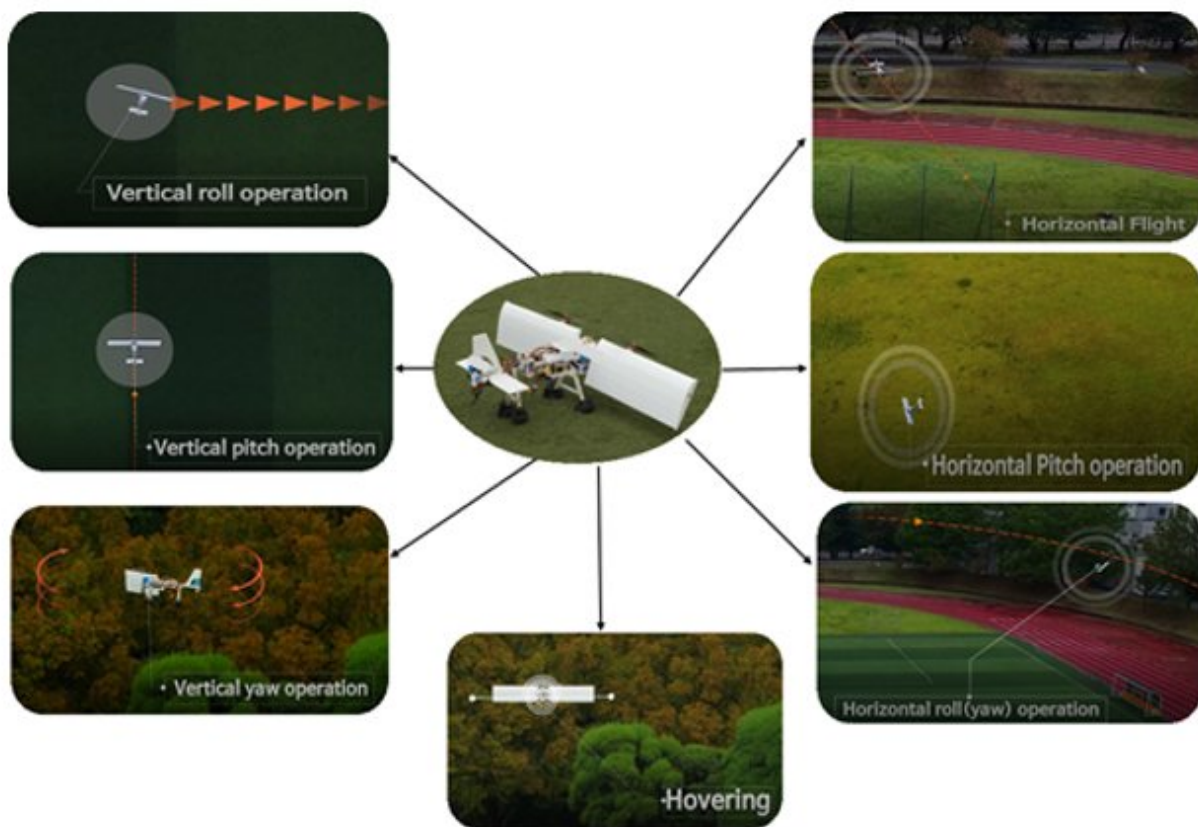 Vertical roll operation
• Horizontal Flight
• Vertical pitch operation
• Horizontal Pitch operation
• Vertical yaw operation
Horizontal roll(yaw) operation
• Hovering